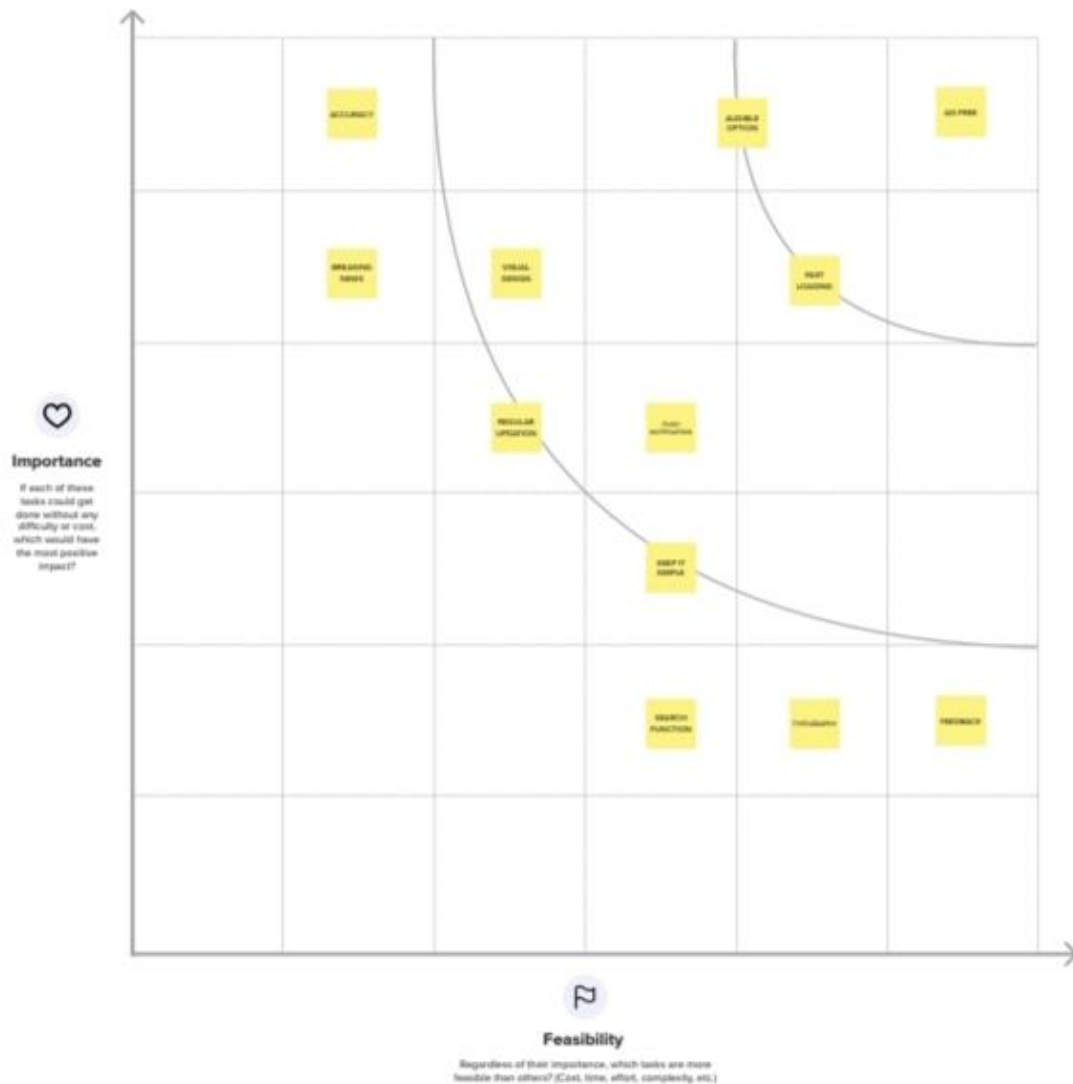 ACCURACY
AUDIBLE
OPTION
AD FREE
BREAKING
NEWS
VISUAL
DESIGN
FAST
LOADING
REGULAR
UPDATION
KEEP IT
SIMPLE
SEARCH
FUNCTION
TYPOGRAPHY
FEEDBACK
Importance
If each of these
tasks could get
done without any
difficulty or cost,
which would have
the most positive
impact?
Feasibility
Regardless of their importance, which tasks are more
feasible than others? (Cost, time, effort, complexity, etc.)